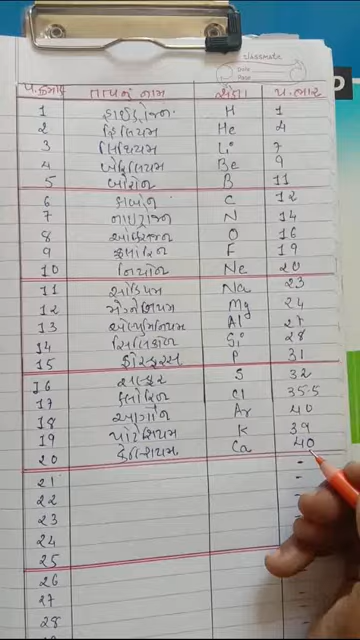 classmate
Date
Page
પ.ક્રમાંક તત્વનું નામ સંજ્ઞા પ.ભાર
1 હાઈડ્રોજન H 1
2 હિલિયમ He 4
3 લિથિયમ Li 7
4 બેરિલિયમ Be 9
5 બોરોન B 11
6 કાર્બન C 12
7 નાઈટ્રોજન N 14
8 ઓક્સિજન O 16
9 ફ્લોરિન F 19
10 નિયોન Ne 20
11 સોડિયમ Na 23
12 મેગ્નેશિયમ Mg 24
13 એલ્યુમિનિયમ Al 27
14 સિલિકોન Si 28
15 ફોસ્ફરસ P 31
16 સલ્ફર S 32
17 ક્લોરિન Cl 35.5
18 આર્ગોન Ar 40
19 પોટેશિયમ K 39
20 કેલ્શિયમ Ca 40
21 -
22 -
23
24
25
26
27
28